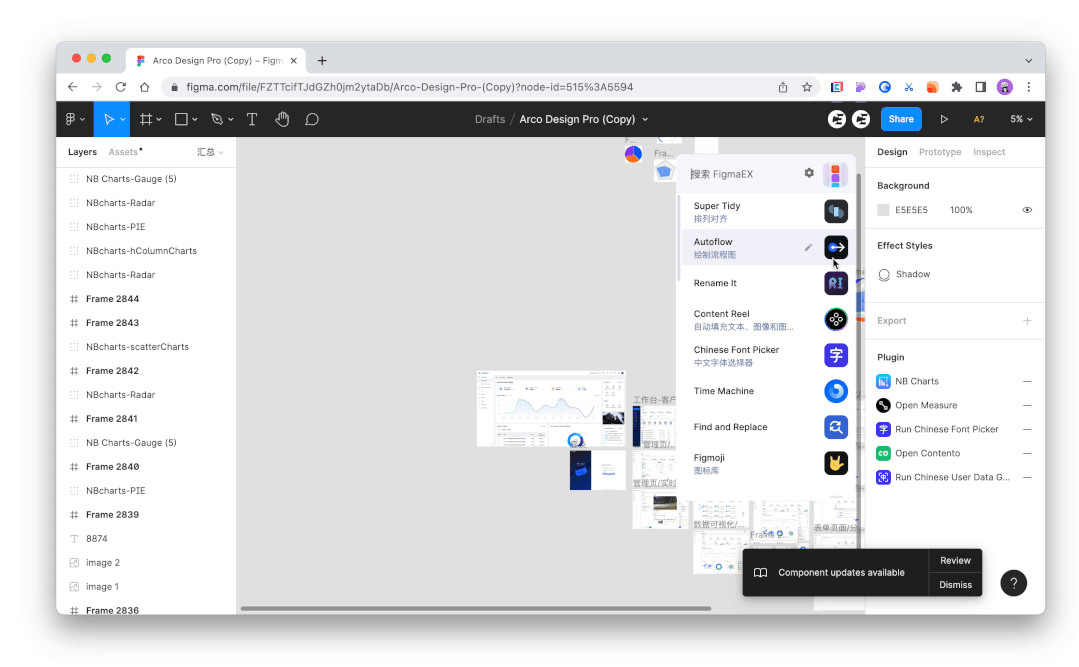 Arco Design Pro (Copy) – Figm
figma.com/file/FZTTcifTJdGZh0jm2ytaDb/Arco-Design-Pro-(Copy)?node-id=515%3A5594
Drafts / Arco Design Pro (Copy)
Share
A?
5%
Layers
Assets
汇总
NB Charts-Gauge (5)
NBcharts-Radar
NBcharts-PIE
NBcharts-hColumnCharts
NBcharts-Radar
Frame 2844
Frame 2843
NBcharts-scatterCharts
Frame 2842
NBcharts-Radar
Frame 2841
NB Charts-Gauge (5)
Frame 2840
NBcharts-PIE
Frame 2839
8874
image 2
image 1
Frame 2836
F...
Fra...
工作台-客户
管理页/...
管理页/实时
数据可视化/...
Frame 2...
表单页面/分
搜索 FigmaEX
Super Tidy
排列对齐
Autoflow
绘制流程图
Rename It
RI
Content Reel
自动填充文本、图像和图...
Chinese Font Picker
中文字体选择器
字
Time Machine
Find and Replace
Figmoji
图标库
Design
Prototype
Inspect
Background
E5E5E5
100%
Effect Styles
Shadow
Export
Plugin
NB Charts
Open Measure
字
Run Chinese Font Picker
CO
Open Contento
Run Chinese User Data G...
Component updates available
Review
Dismiss
?